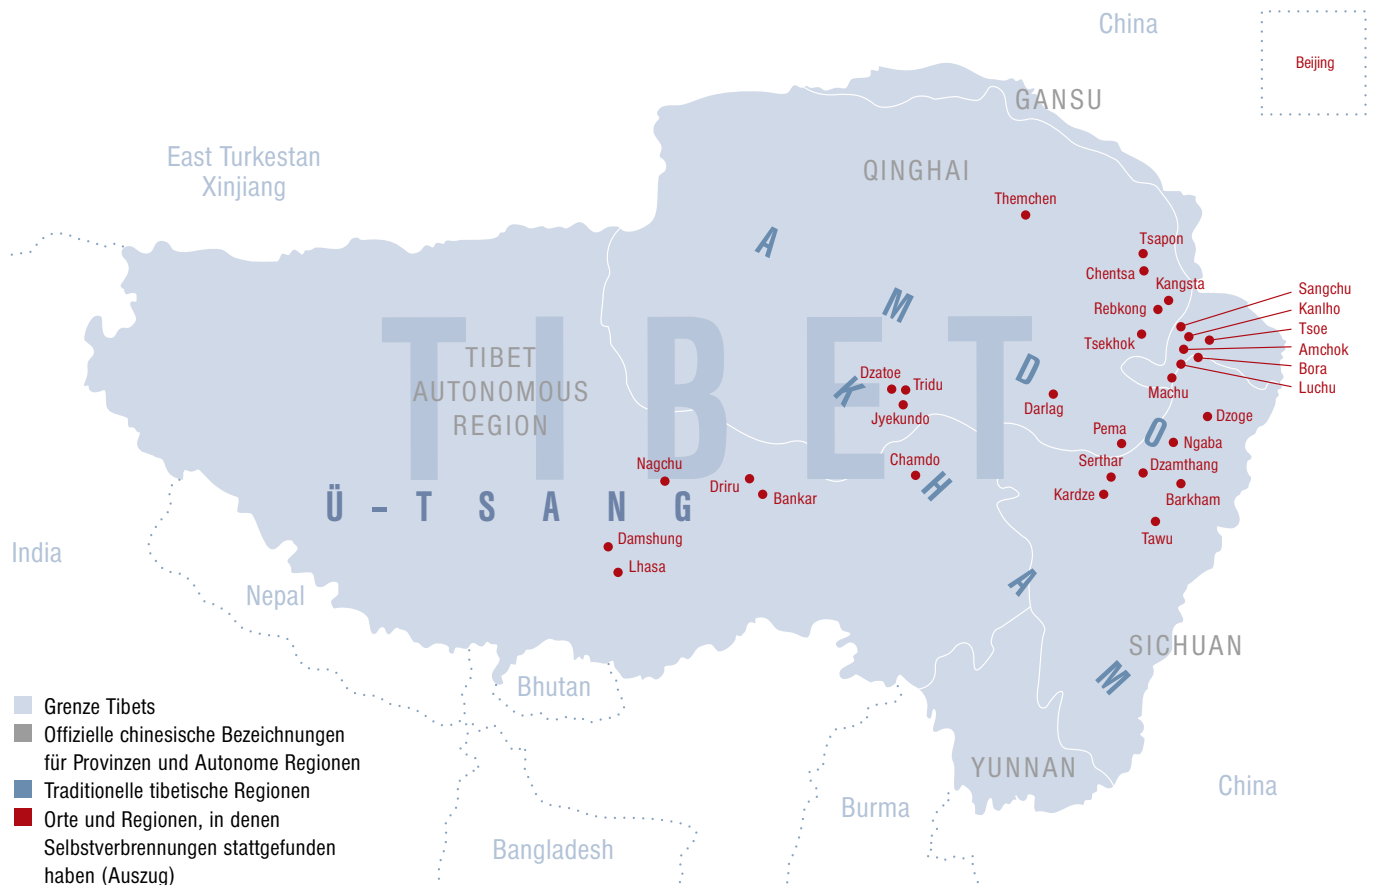 China
Beijing
GANSU
East Turkestan
Xinjiang
QINGHAI
Themchen
A
Tsapon
Chentsa
Kangsta
Rebkong
M
Sangchu
Kanlho
Tsoe
Amchok
Bora
Luchu
Tsekhok
TIBET
TIBET
AUTONOMOUS
REGION
Dzatoe
Tridu
Jyekundo
K
D
Darlag
Machu
Dzoge
Pema
O
Ngaba
Chamdo
Serthar
Dzamthang
Nagchu
Driru
Bankar
H
Kardze
Barkham
Ü – TSANG
Tawu
Damshung
Lhasa
India
Nepal
A
SICHUAN
M
Bhutan
YUNNAN
China
Burma
Bangladesh
Grenze Tibets
Offizielle chinesische Bezeichnungen
für Provinzen und Autonome Regionen
Traditionelle tibetische Regionen
Orte und Regionen, in denen
Selbstverbrennungen stattgefunden
haben (Auszug)